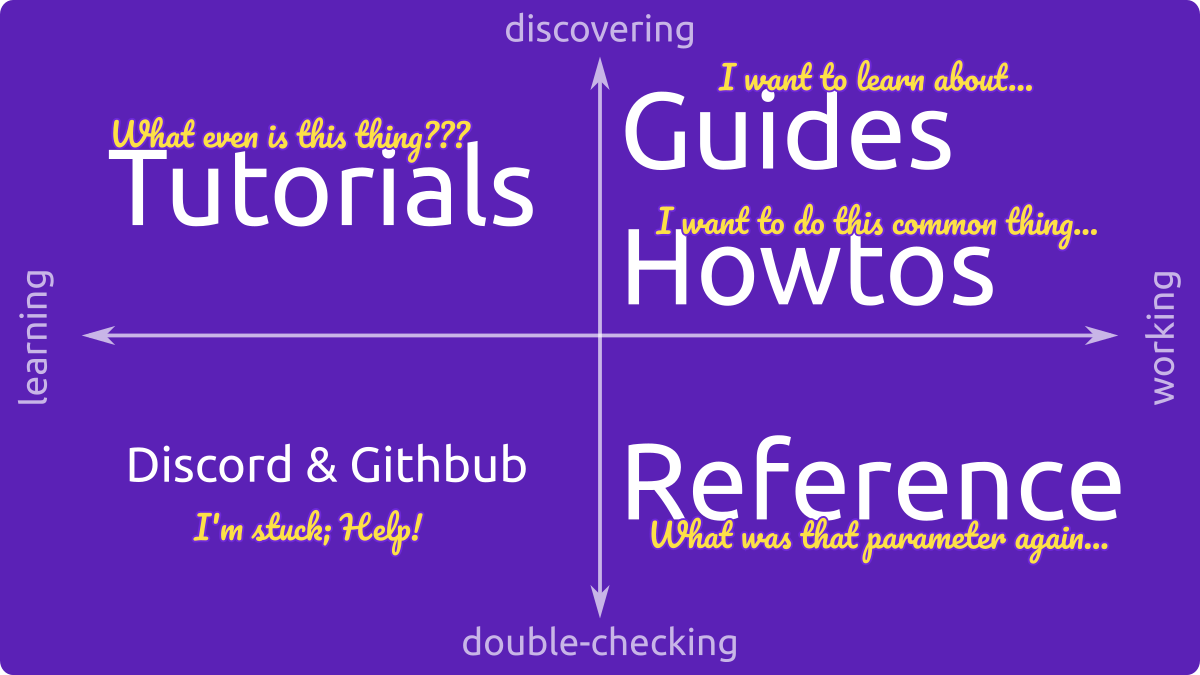 discovering
I want to learn about...
Guides
What even is this thing???
Tutorials
I want to do this common thing...
Howtos
learning
working
Discord & Githbub
I'm stuck; Help!
Reference
What was that parameter again...
double-checking